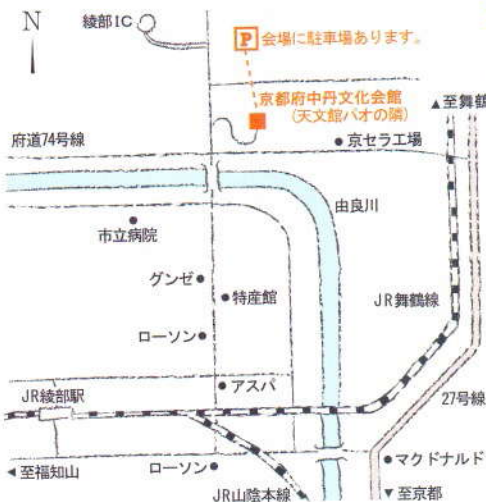 綾部IC
N
P 会場に駐車場あります。
京都府中丹文化会館
(天文館パオの隣)
▲至舞鶴
府道74号線
京セラ工場
由良川
市立病院
グンゼ
特産館
JR舞鶴線
ローソン
アスパ
JR綾部駅
27号線
◀至福知山
ローソン
マクドナルド
JR山陰本線
▼至京都